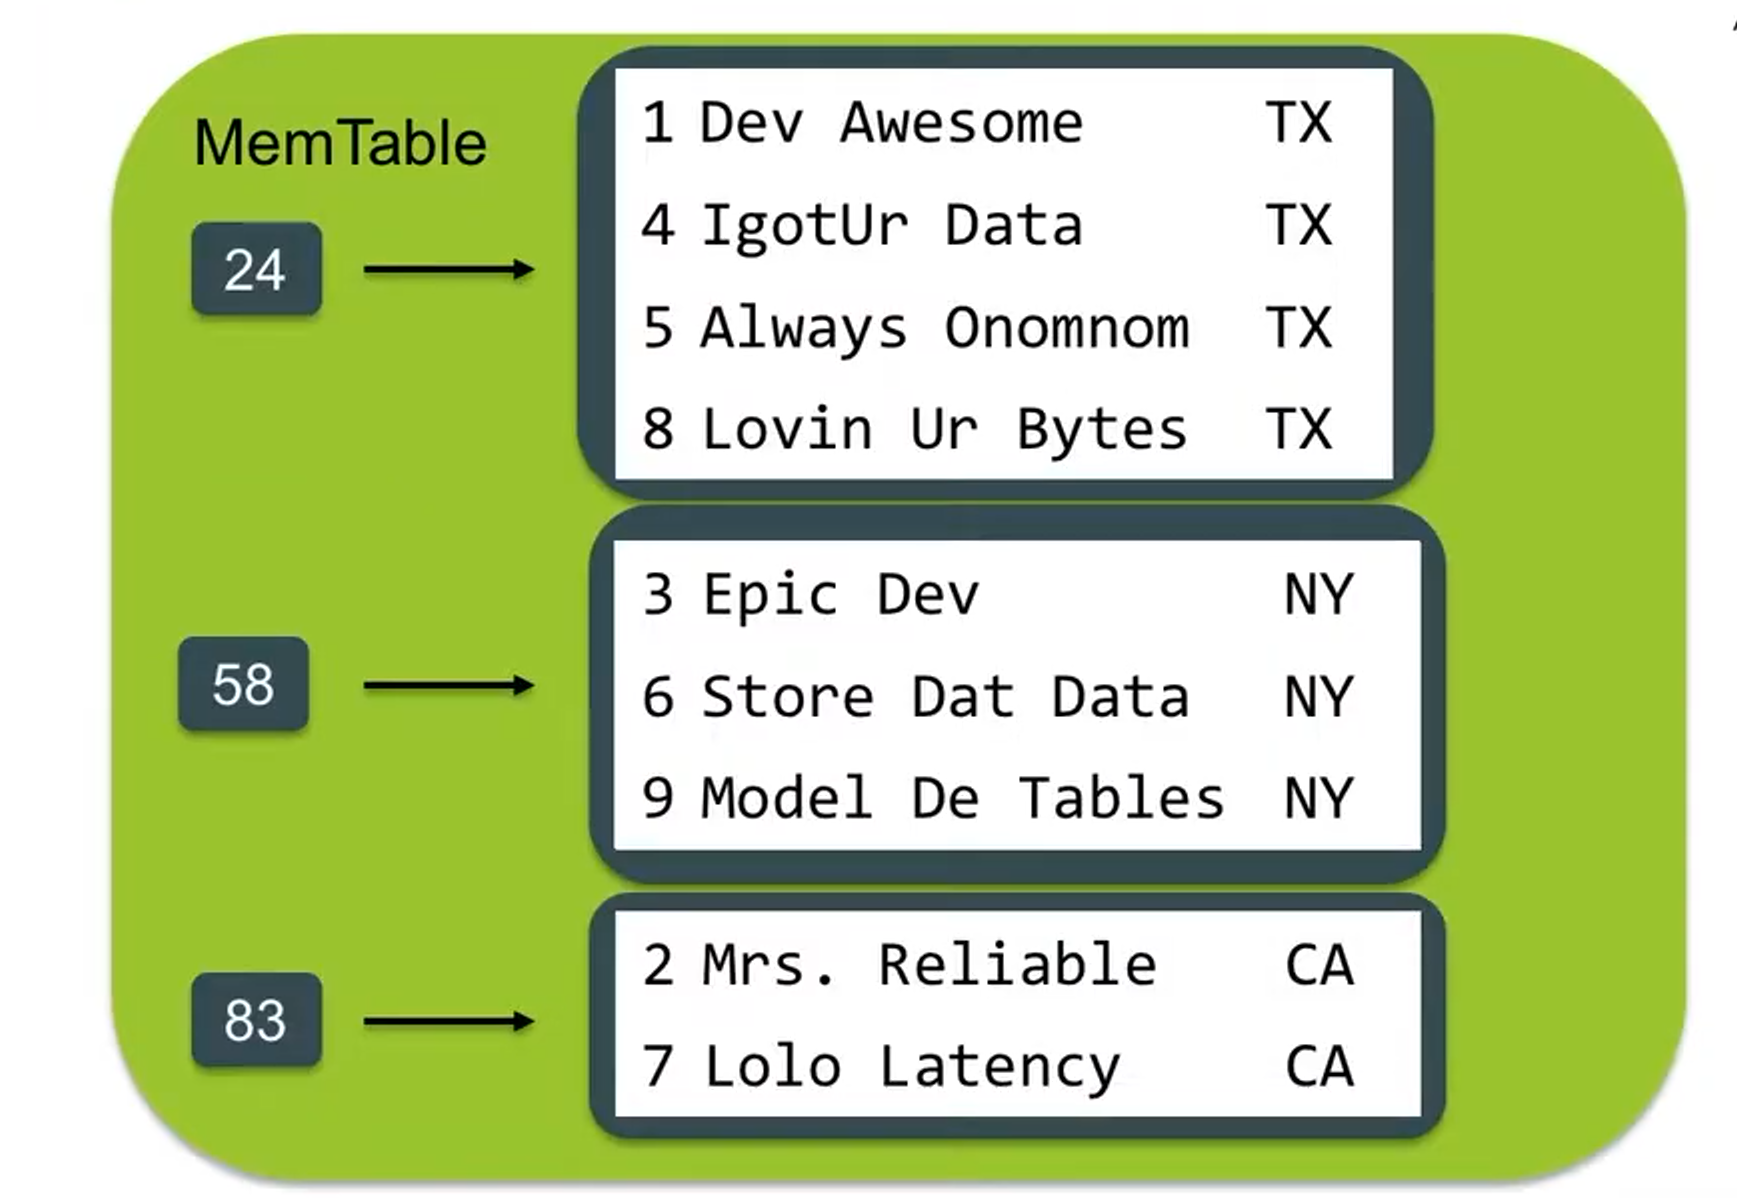 MemTable
24
1 Dev Awesome TX
4 IgotUr Data TX
5 Always Onomnom TX
8 Lovin Ur Bytes TX
58
3 Epic Dev NY
6 Store Dat Data NY
9 Model De Tables NY
83
2 Mrs. Reliable CA
7 Lolo Latency CA